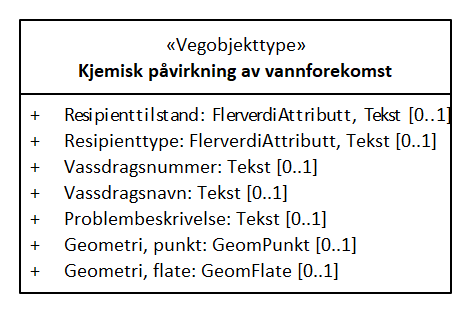 «Vegobjekttype»
Kjemisk påvirkning av vannforekomst
+ Resipienttilstand: FlerverdiAttributt, Tekst [0..1]
+ Resipienttype: FlerverdiAttributt, Tekst [0..1]
+ Vassdragsnummer: Tekst [0..1]
+ Vassdragsnavn: Tekst [0..1]
+ Problembeskrivelse: Tekst [0..1]
+ Geometri, punkt: GeomPunkt [0..1]
+ Geometri, flate: GeomFlate [0..1]